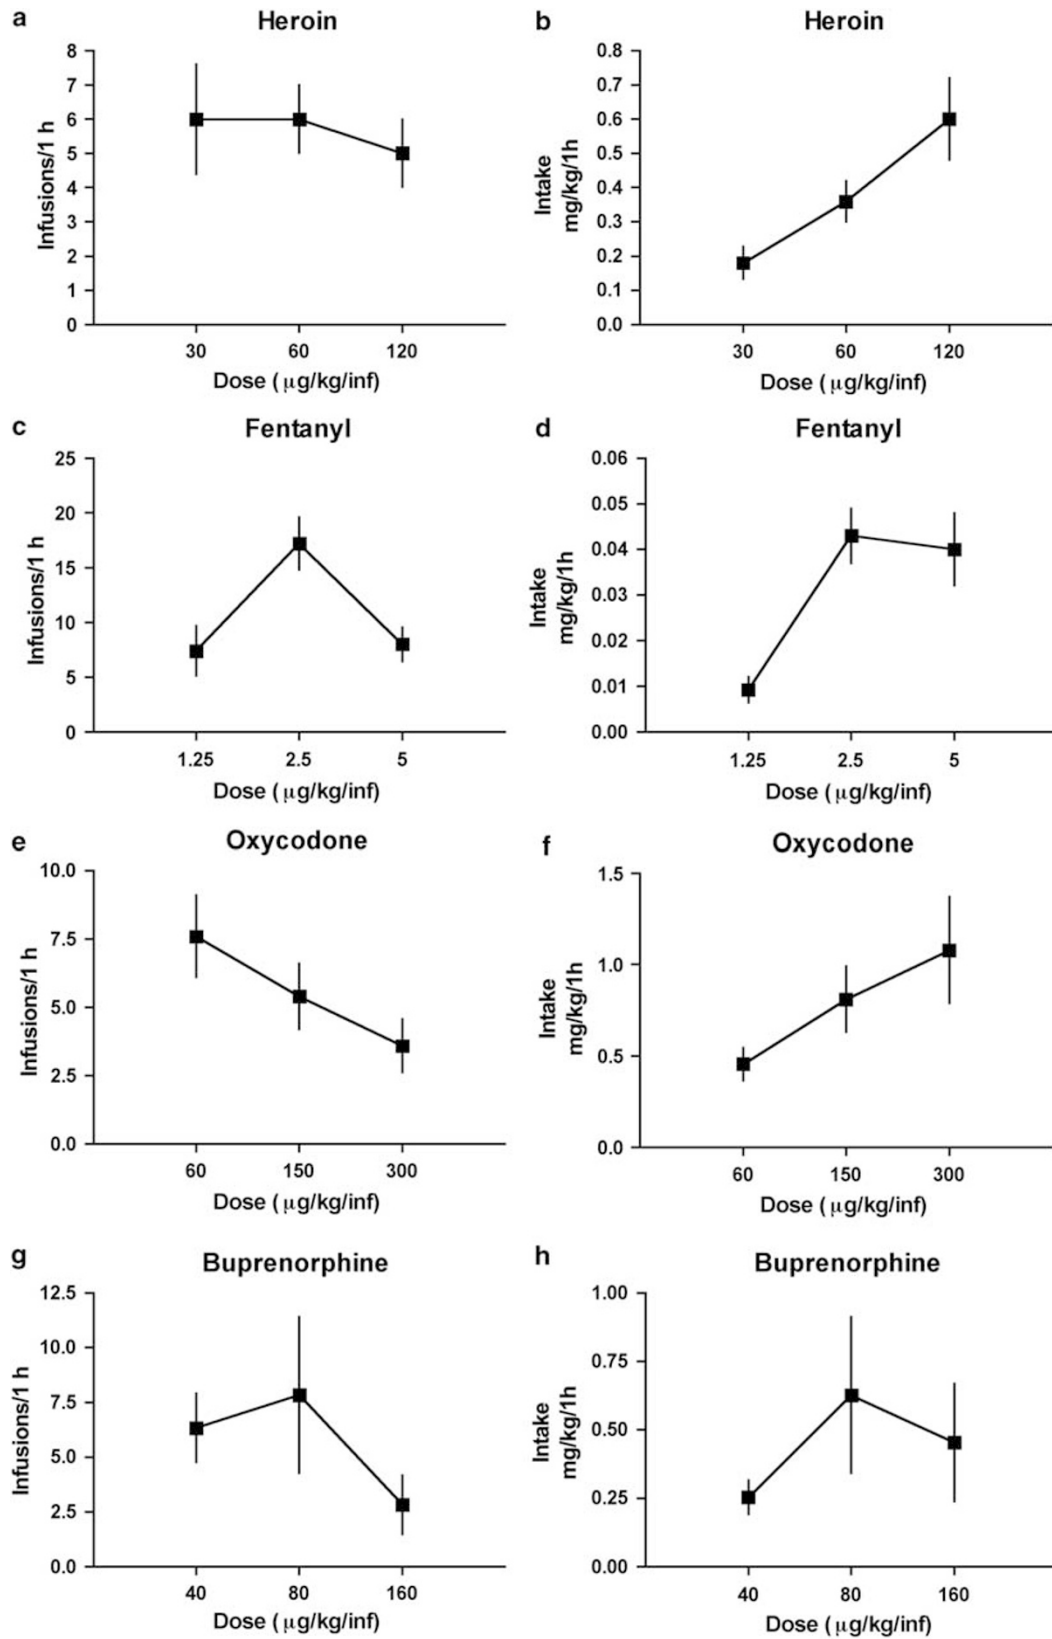 a
Heroin
8
7
6
5
4
3
2
1
0
Infusions/1 h
30 60 120
Dose ( μg/kg/inf)
b
Heroin
0.8
0.7
0.6
0.5
0.4
0.3
0.2
0.1
0.0
Intake
mg/kg/1h
30 60 120
Dose ( μg/kg/inf)
c
Fentanyl
25
20
15
10
5
0
Infusions/1 h
1.25 2.5 5
Dose ( μg/kg/inf)
d
Fentanyl
0.06
0.05
0.04
0.03
0.02
0.01
0.00
Intake
mg/kg/1h
1.25 2.5 5
Dose ( μg/kg/inf)
e
Oxycodone
10.0
7.5
5.0
2.5
0.0
Infusions/1 h
60 150 300
Dose ( μg/kg/inf)
f
Oxycodone
1.5
1.0
0.5
0.0
Intake
mg/kg/1h
60 150 300
Dose ( μg/kg/inf)
g
Buprenorphine
12.5
10.0
7.5
5.0
2.5
0.0
Infusions/1 h
40 80 160
Dose ( μg/kg/inf)
h
Buprenorphine
1.00
0.75
0.50
0.25
0.00
Intake
mg/kg/1h
40 80 160
Dose ( μg/kg/inf)